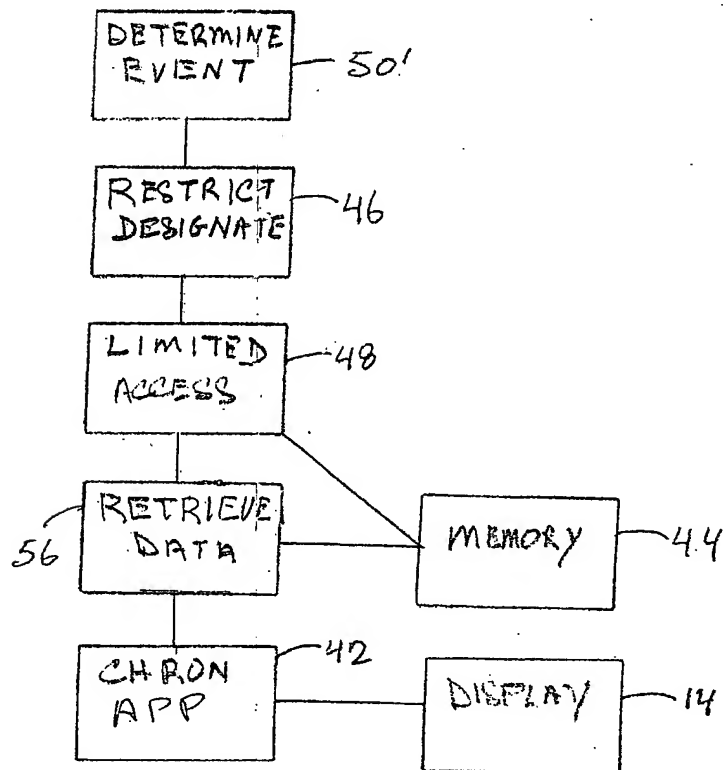 DETERMINE
EVENT
50'
RESTRICT
DESIGNATE
46
LIMITED
ACCESS
48
RETRIEVE
DATA
56
MEMORY
44
CHRON
APP
42
DISPLAY
14